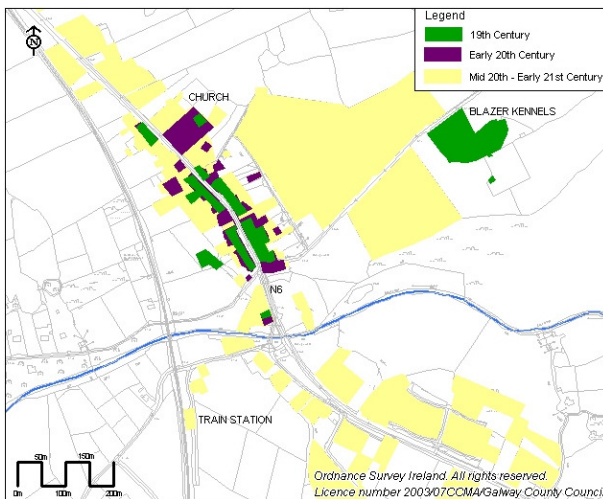 Legend
19th Century
Early 20th Century
Mid 20th - Early 21st Century
N
CHURCH
BLAZER KENNELS
N6
TRAIN STATION
50m 150m
0m 100m 200m
Ordnance Survey Ireland. All rights reserved.
Licence number 2003/07CCMA/Galway County Council